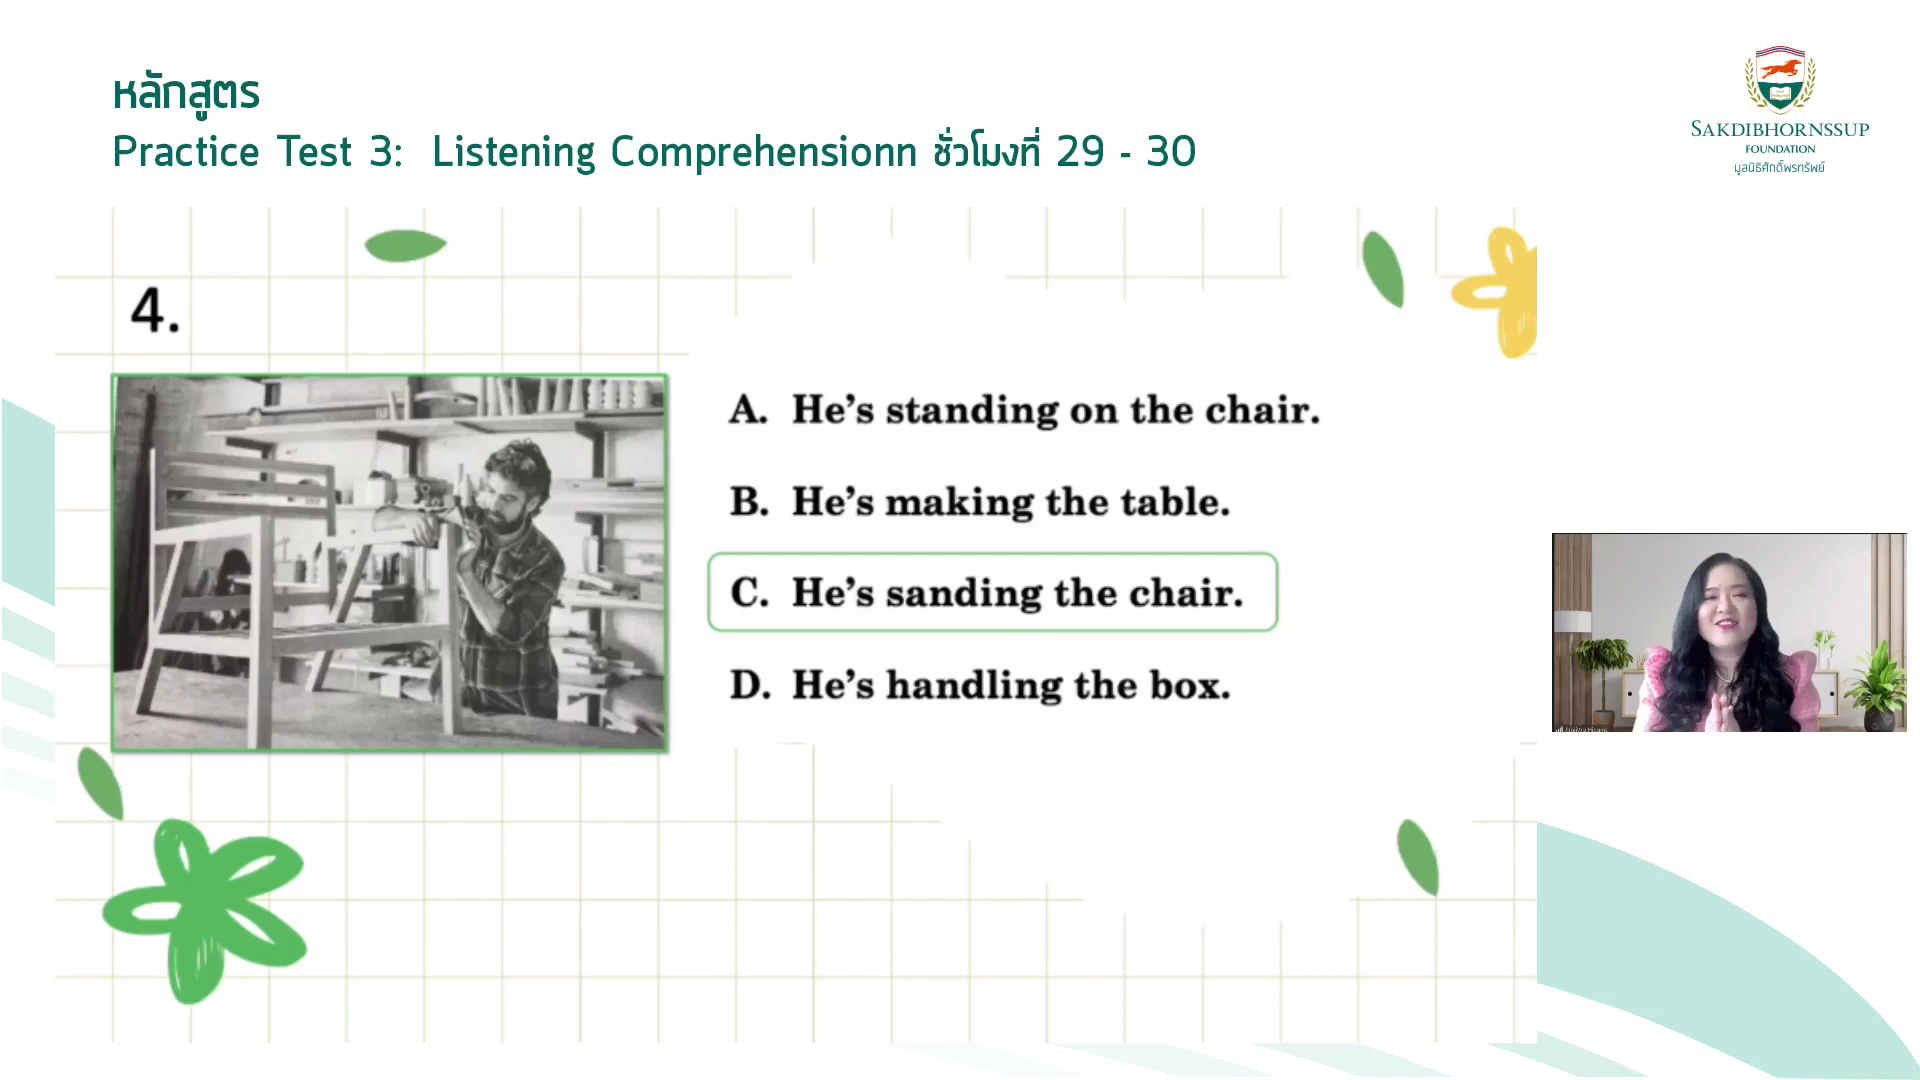 หลักสูตร
Practice Test 3: Listening Comprehensionn ชั่วโมงที่ 29 - 30
SAKDIBHORNSSUP
FOUNDATION
มูลนิธิศักดิ์พรทรัพย์
4.
A. He’s standing on the chair.
B. He’s making the table.
C. He’s sanding the chair.
D. He’s handling the box.